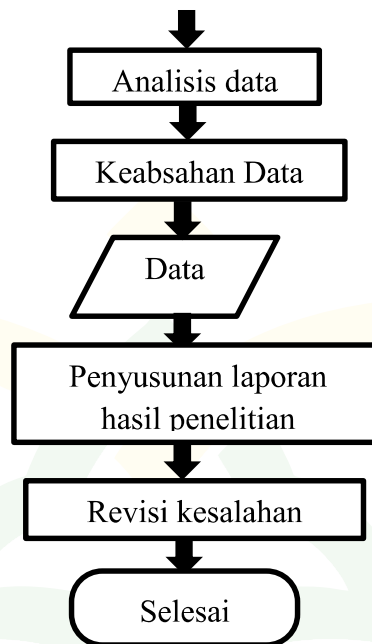 Analisis data
Keabsahan Data
Data
Penyusunan laporan
hasil penelitian
Revisi kesalahan
Selesai